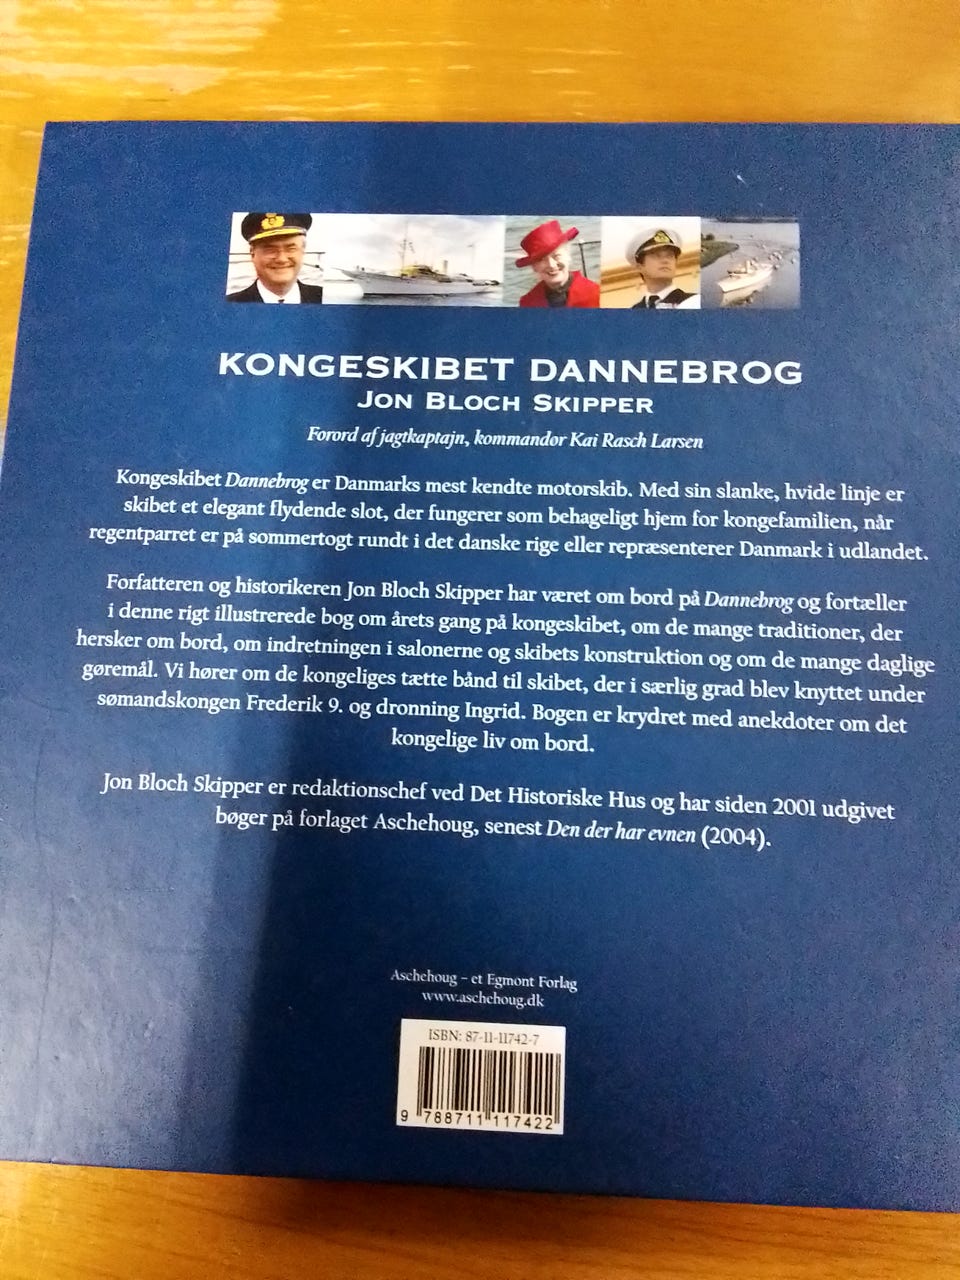 KONGESKIBET DANNEBROG
JON BLOCH SKIPPER
Forord af jagtkaptajn, kommandør Kai Rasch Larsen
Kongeskibet Dannebrog er Danmarks mest kendte motorskib. Med sin slanke, hvide linje er
skibet et elegant flydende slot, der fungerer som behageligt hjem for kongefamilien, når
regentparret er på sommertogt rundt i det danske rige eller repræsenterer Danmark i udlandet.
Forfatteren og historikeren Jon Bloch Skipper har været om bord på Dannebrog og fortæller
i denne rigt illustrerede bog om årets gang på kongeskibet, om de mange traditioner, der
hersker om bord, om indretningen i salonerne og skibets konstruktion og om de mange daglige
gøremål. Vi hører om de kongeliges tætte bånd til skibet, der i særlig grad blev knyttet under
sømandskongen Frederik 9. og dronning Ingrid. Bogen er krydret med anekdoter om det
kongelige liv om bord.
Jon Bloch Skipper er redaktionschef ved Det Historiske Hus og har siden 2001 udgivet
bøger på forlaget Aschehoug, senest Den der har evnen (2004).
Aschehoug – et Egmont Forlag
www.aschehoug.dk
ISBN: 87-11-11742-7
9 788711 117422